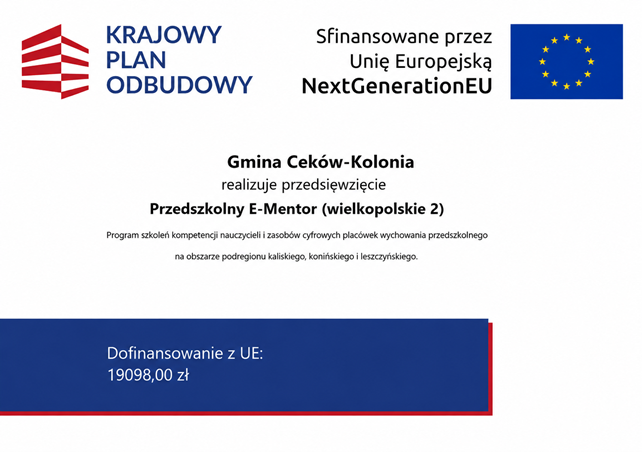 KRAJOWY
PLAN
ODBUDOWY
Sfinansowane przez
Unię Europejską
NextGenerationEU
Gmina Ceków-Kolonia
realizuje przedsięwzięcie
Przedszkolny E-Mentor (wielkopolskie 2)
Program szkoleń kompetencji nauczycieli i zasobów cyfrowych placówek wychowania przedszkolnego
na obszarze podregionu kaliskiego, konińskiego i leszczyńskiego.
Dofinansowanie z UE:
19098,00 zł